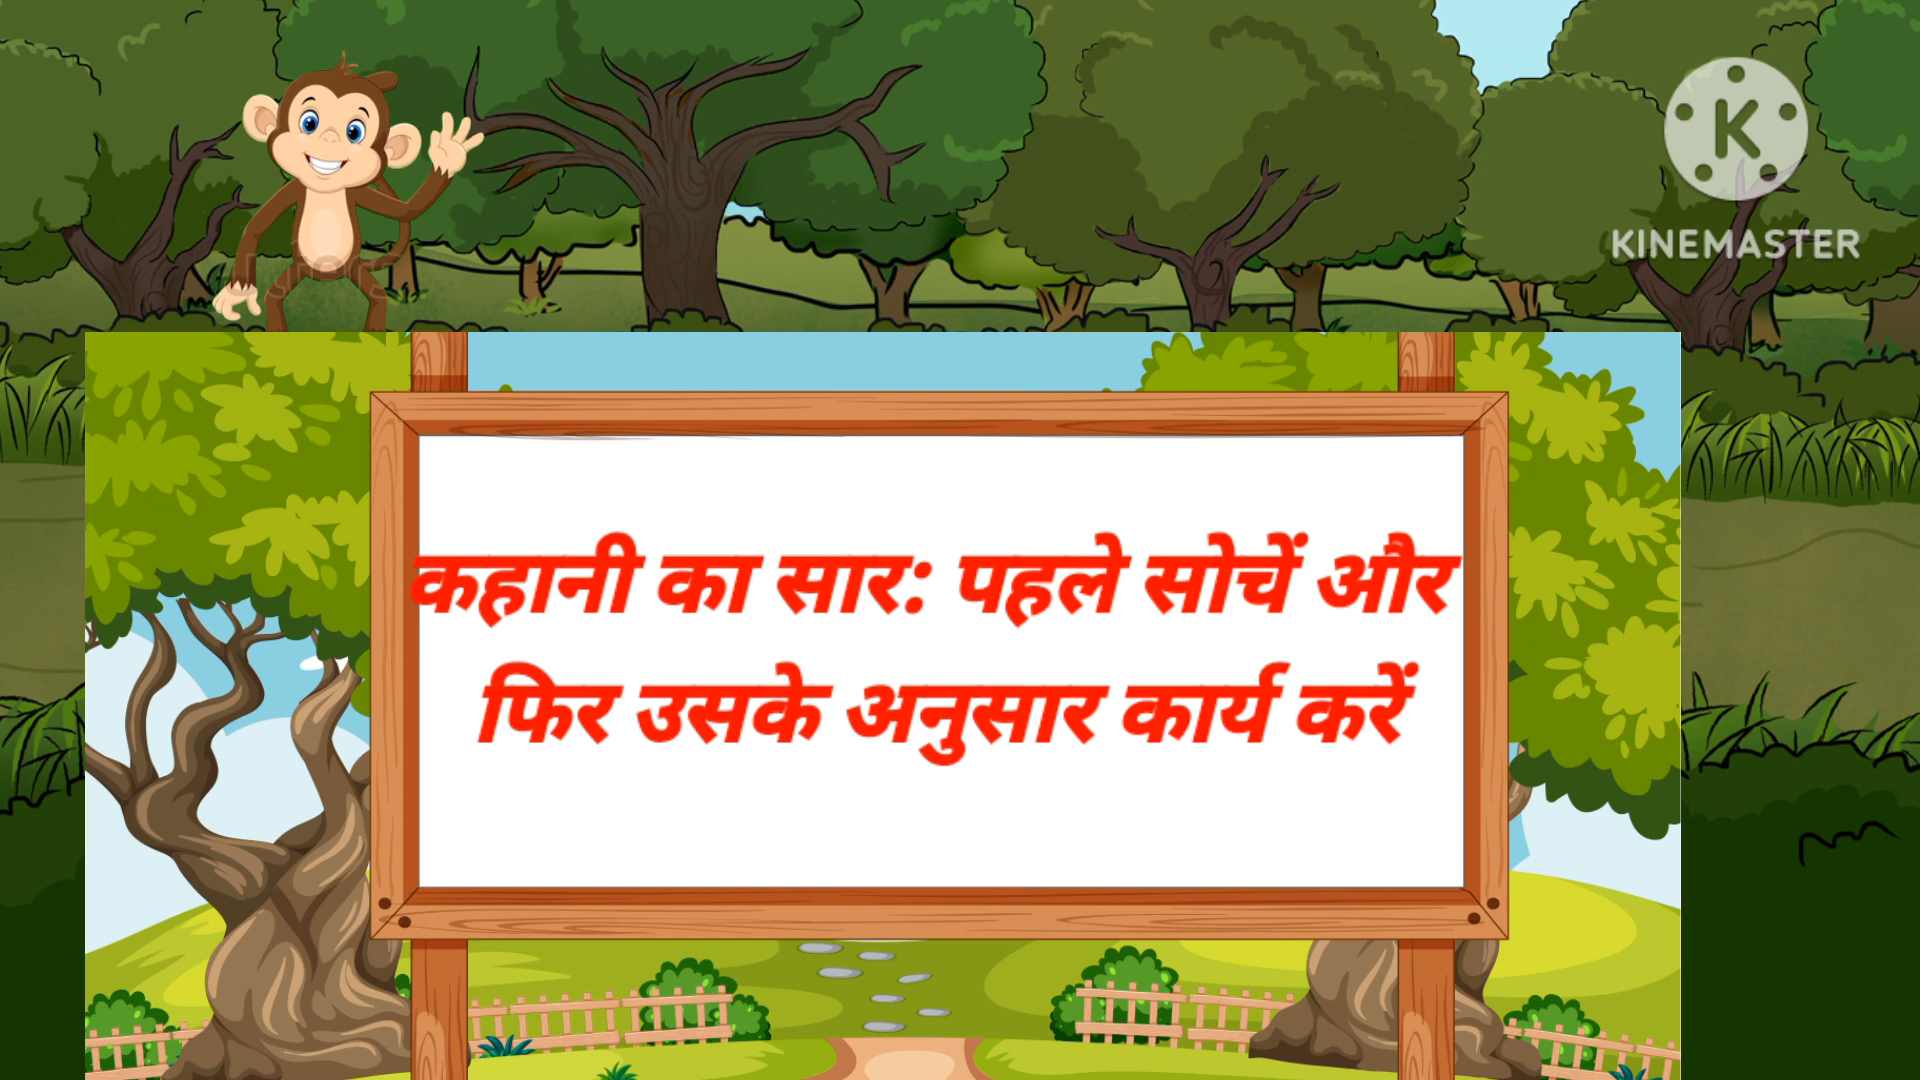 K
KINEMASTER
कहानी का सार: पहले सोचें और
फिर उसके अनुसार कार्य करें